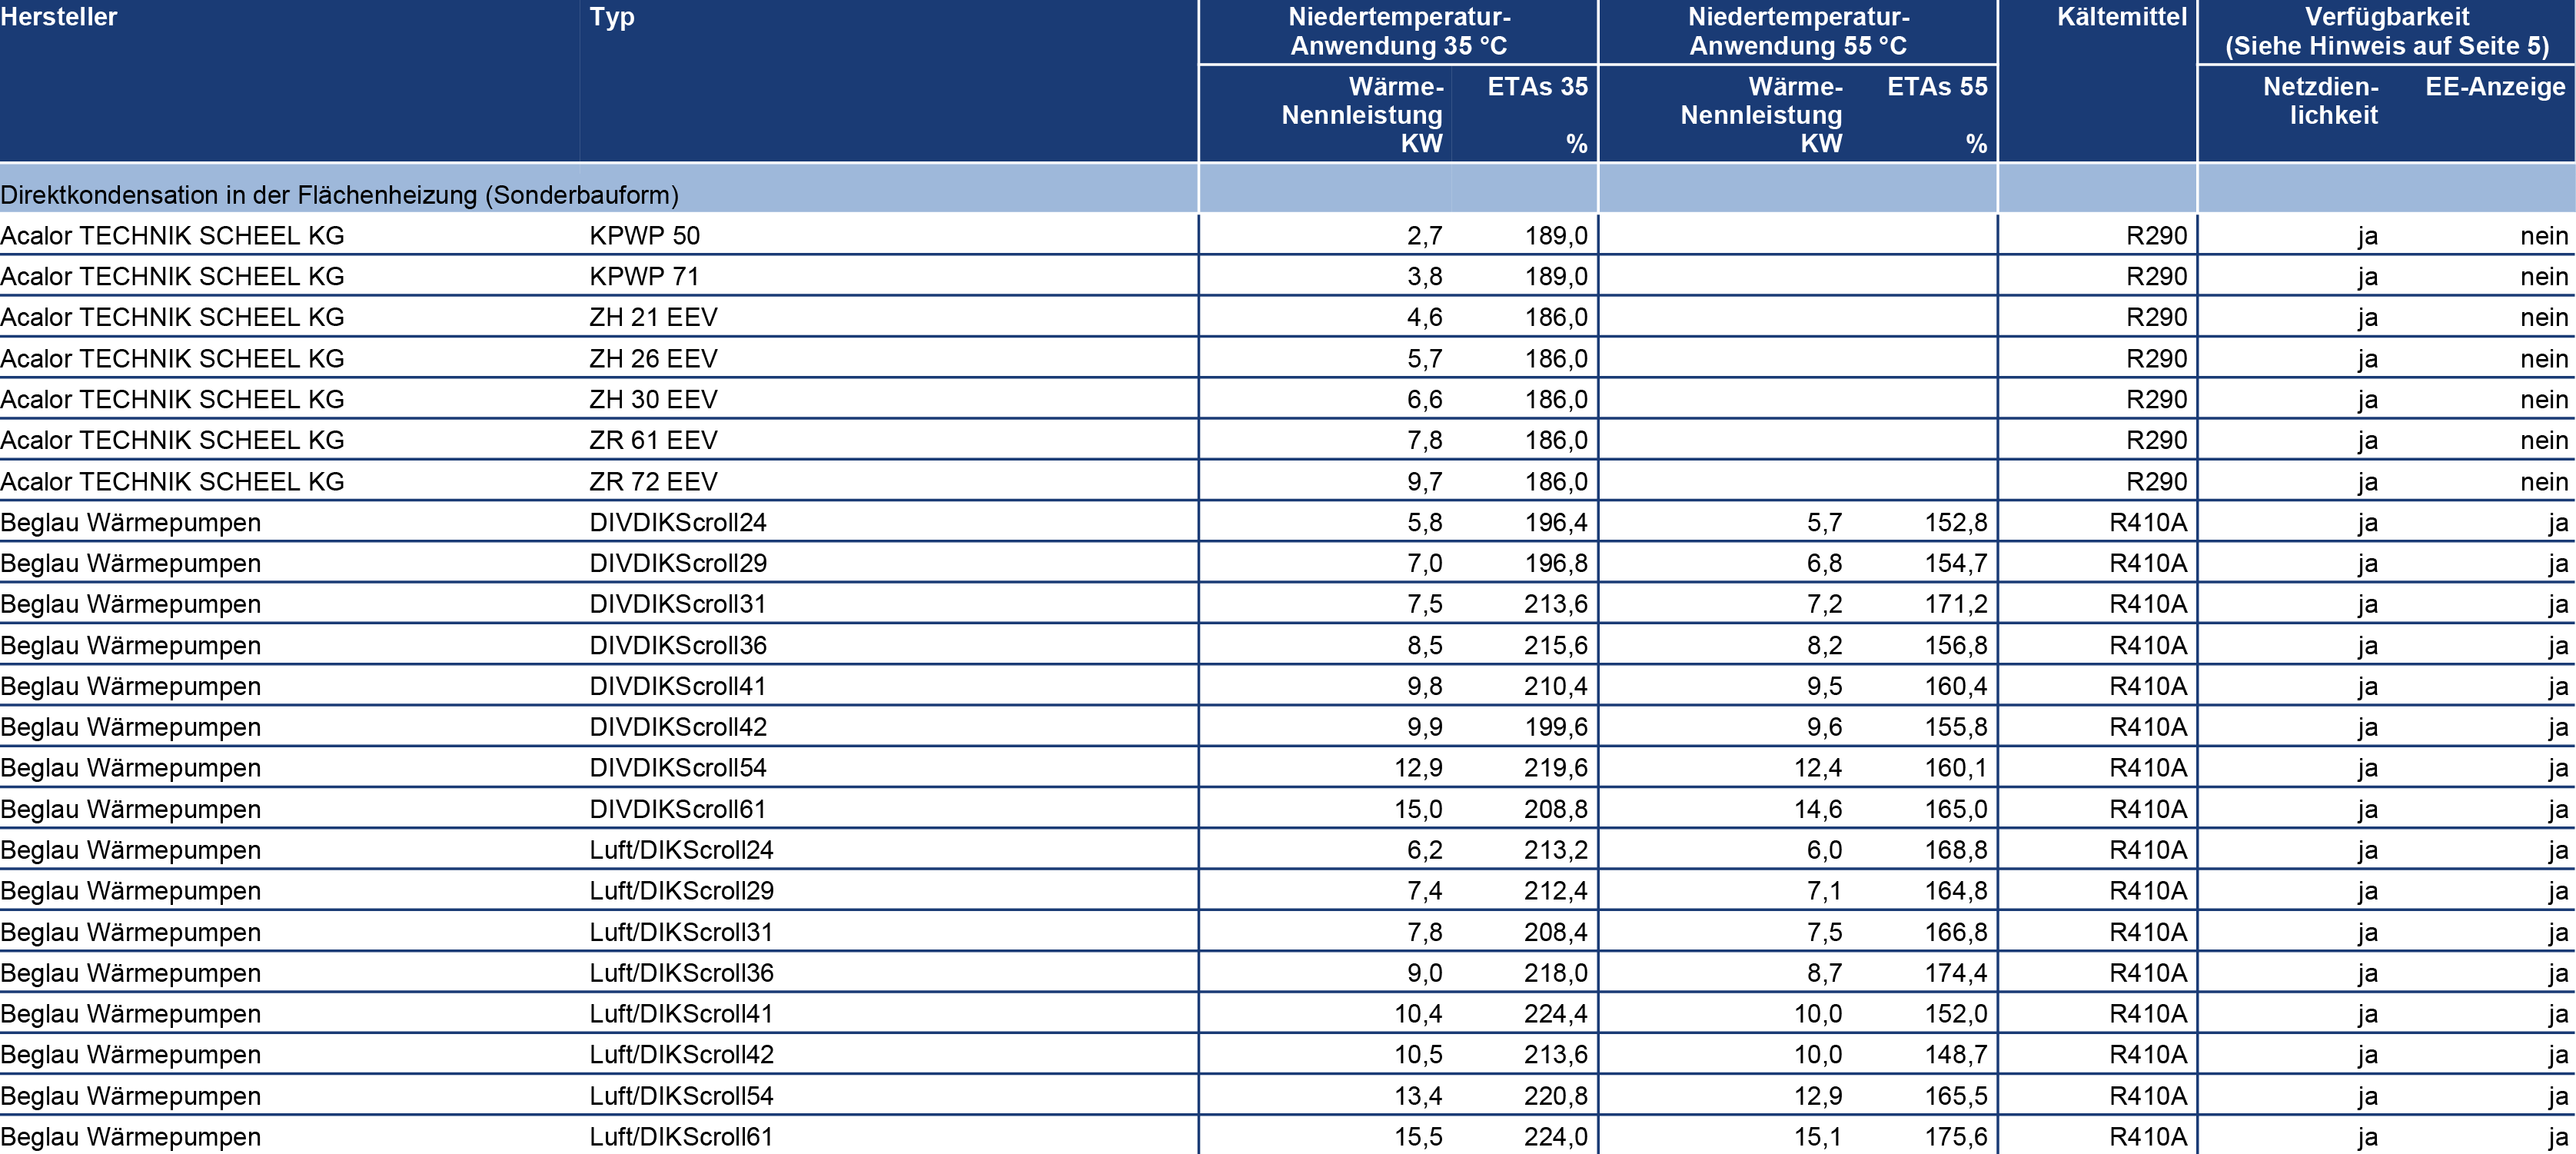 Hersteller Typ Niedertemperatur- Niedertemperatur- Kältemittel Verfügbarkeit
Anwendung 35 °C Anwendung 55 °C (Siehe Hinweis auf Seite 5)
Wärme- ETAs 35 Wärme- ETAs 55 Netzdien- EE-Anzeige
Nennleistung Nennleistung lichkeit
KW % KW %
Direktkondensation in der Flächenheizung (Sonderbauform)
Acalor TECHNIK SCHEEL KG KPWP 50 2,7 189,0 R290 ja nein
Acalor TECHNIK SCHEEL KG KPWP 71 3,8 189,0 R290 ja nein
Acalor TECHNIK SCHEEL KG ZH 21 EEV 4,6 186,0 R290 ja nein
Acalor TECHNIK SCHEEL KG ZH 26 EEV 5,7 186,0 R290 ja nein
Acalor TECHNIK SCHEEL KG ZH 30 EEV 6,6 186,0 R290 ja nein
Acalor TECHNIK SCHEEL KG ZR 61 EEV 7,8 186,0 R290 ja nein
Acalor TECHNIK SCHEEL KG ZR 72 EEV 9,7 186,0 R290 ja nein
Beglau Wärmepumpen DIVDIKScroll24 5,8 196,4 5,7 152,8 R410A ja ja
Beglau Wärmepumpen DIVDIKScroll29 7,0 196,8 6,8 154,7 R410A ja ja
Beglau Wärmepumpen DIVDIKScroll31 7,5 213,6 7,2 171,2 R410A ja ja
Beglau Wärmepumpen DIVDIKScroll36 8,5 215,6 8,2 156,8 R410A ja ja
Beglau Wärmepumpen DIVDIKScroll41 9,8 210,4 9,5 160,4 R410A ja ja
Beglau Wärmepumpen DIVDIKScroll42 9,9 199,6 9,6 155,8 R410A ja ja
Beglau Wärmepumpen DIVDIKScroll54 12,9 219,6 12,4 160,1 R410A ja ja
Beglau Wärmepumpen DIVDIKScroll61 15,0 208,8 14,6 165,0 R410A ja ja
Beglau Wärmepumpen Luft/DIKScroll24 6,2 213,2 6,0 168,8 R410A ja ja
Beglau Wärmepumpen Luft/DIKScroll29 7,4 212,4 7,1 164,8 R410A ja ja
Beglau Wärmepumpen Luft/DIKScroll31 7,8 208,4 7,5 166,8 R410A ja ja
Beglau Wärmepumpen Luft/DIKScroll36 9,0 218,0 8,7 174,4 R410A ja ja
Beglau Wärmepumpen Luft/DIKScroll41 10,4 224,4 10,0 152,0 R410A ja ja
Beglau Wärmepumpen Luft/DIKScroll42 10,5 213,6 10,0 148,7 R410A ja ja
Beglau Wärmepumpen Luft/DIKScroll54 13,4 220,8 12,9 165,5 R410A ja ja
Beglau Wärmepumpen Luft/DIKScroll61 15,5 224,0 15,1 175,6 R410A ja ja